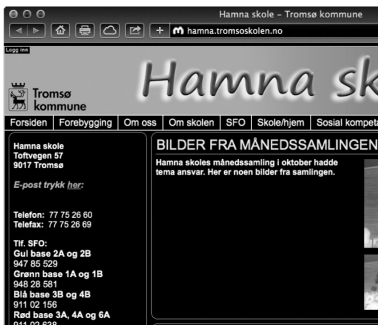 Hamna skole – Tromsø kommune
hamna.tromsoskolen.no
Logg inn
Hamna sk
Tromsø
kommune
Forsiden Forebygging Om oss Om skolen SFO Skole/hjem Sosial kompeta
Hamna skole
Toftvegen 57
9017 Tromsø
E-post trykk her:
Telefon: 77 75 26 60
Telefax: 77 75 26 69
Tlf. SFO:
Gul base 2A og 2B
947 85 529
Grønn base 1A og 1B
948 28 581
Blå base 3B og 4B
911 02 156
Rød base 3A, 4A og 6A
911 02 638
BILDER FRA MÅNEDSSAMLINGEN
Hamna skoles månedssamling i oktober hadde
tema ansvar. Her er noen bilder fra samlingen.